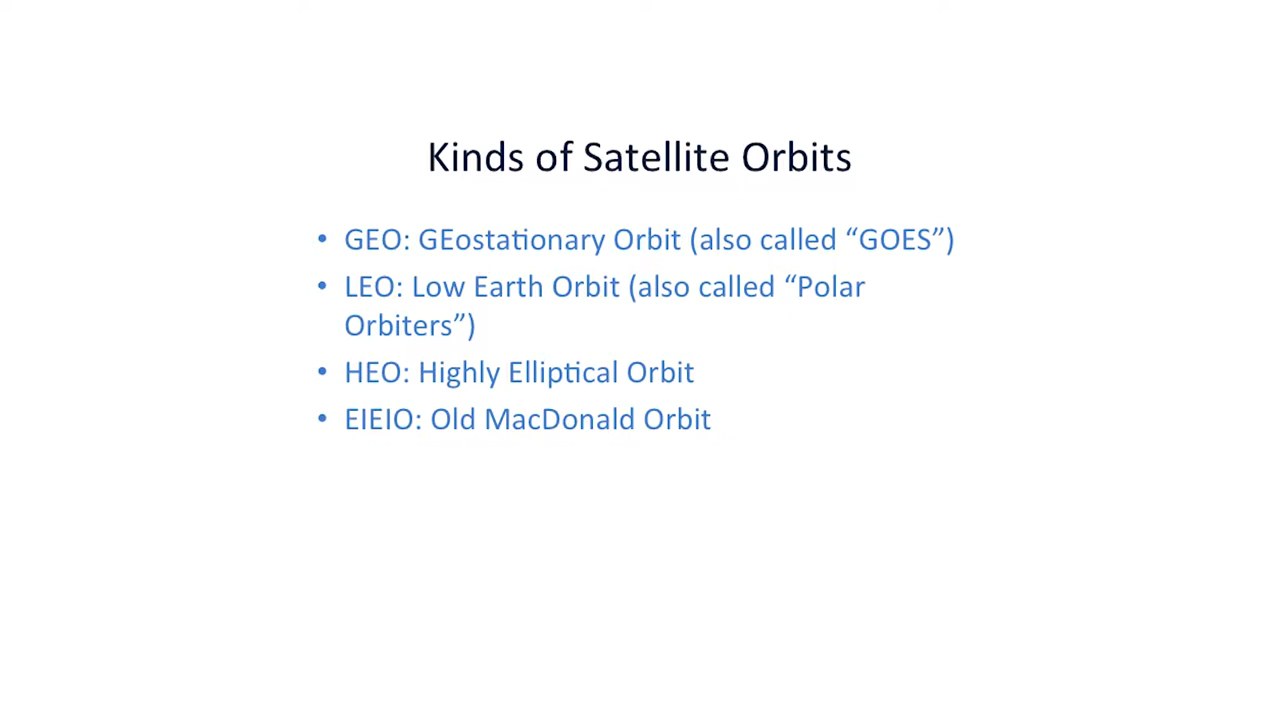 Kinds of Satellite Orbits
• GEO: GEostationary Orbit (also called “GOES”)
• LEO: Low Earth Orbit (also called “Polar
Orbiters”)
• HEO: Highly Elliptical Orbit
• EIEIO: Old MacDonald Orbit